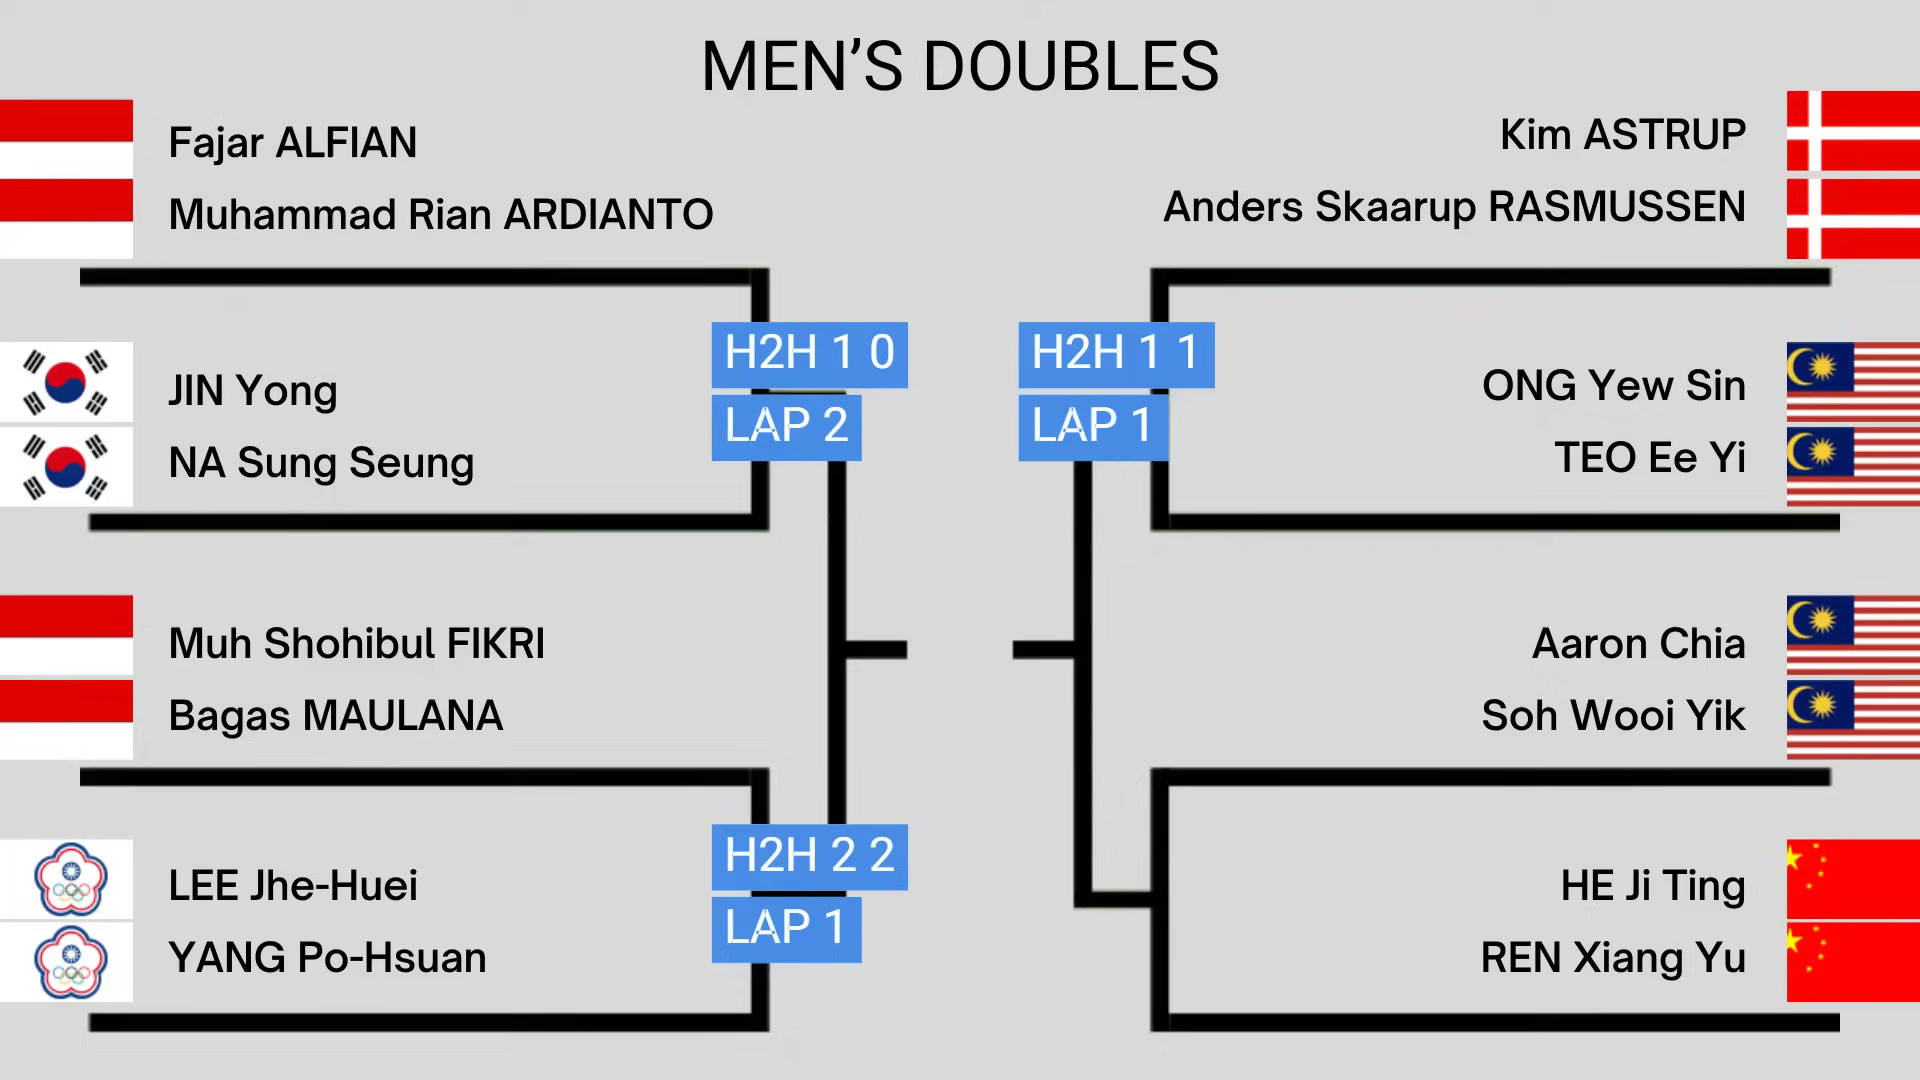 MEN’S DOUBLES
Fajar ALFIAN
Muhammad Rian ARDIANTO
JIN Yong
NA Sung Seung
H2H 1 0
LAP 2
Muh Shohibul FIKRI
Bagas MAULANA
LEE Jhe-Huei
YANG Po-Hsuan
H2H 2 2
LAP 1
Kim ASTRUP
Anders Skaarup RASMUSSEN
H2H 1 1
LAP 1
ONG Yew Sin
TEO Ee Yi
Aaron Chia
Soh Wooi Yik
HE Ji Ting
REN Xiang Yu